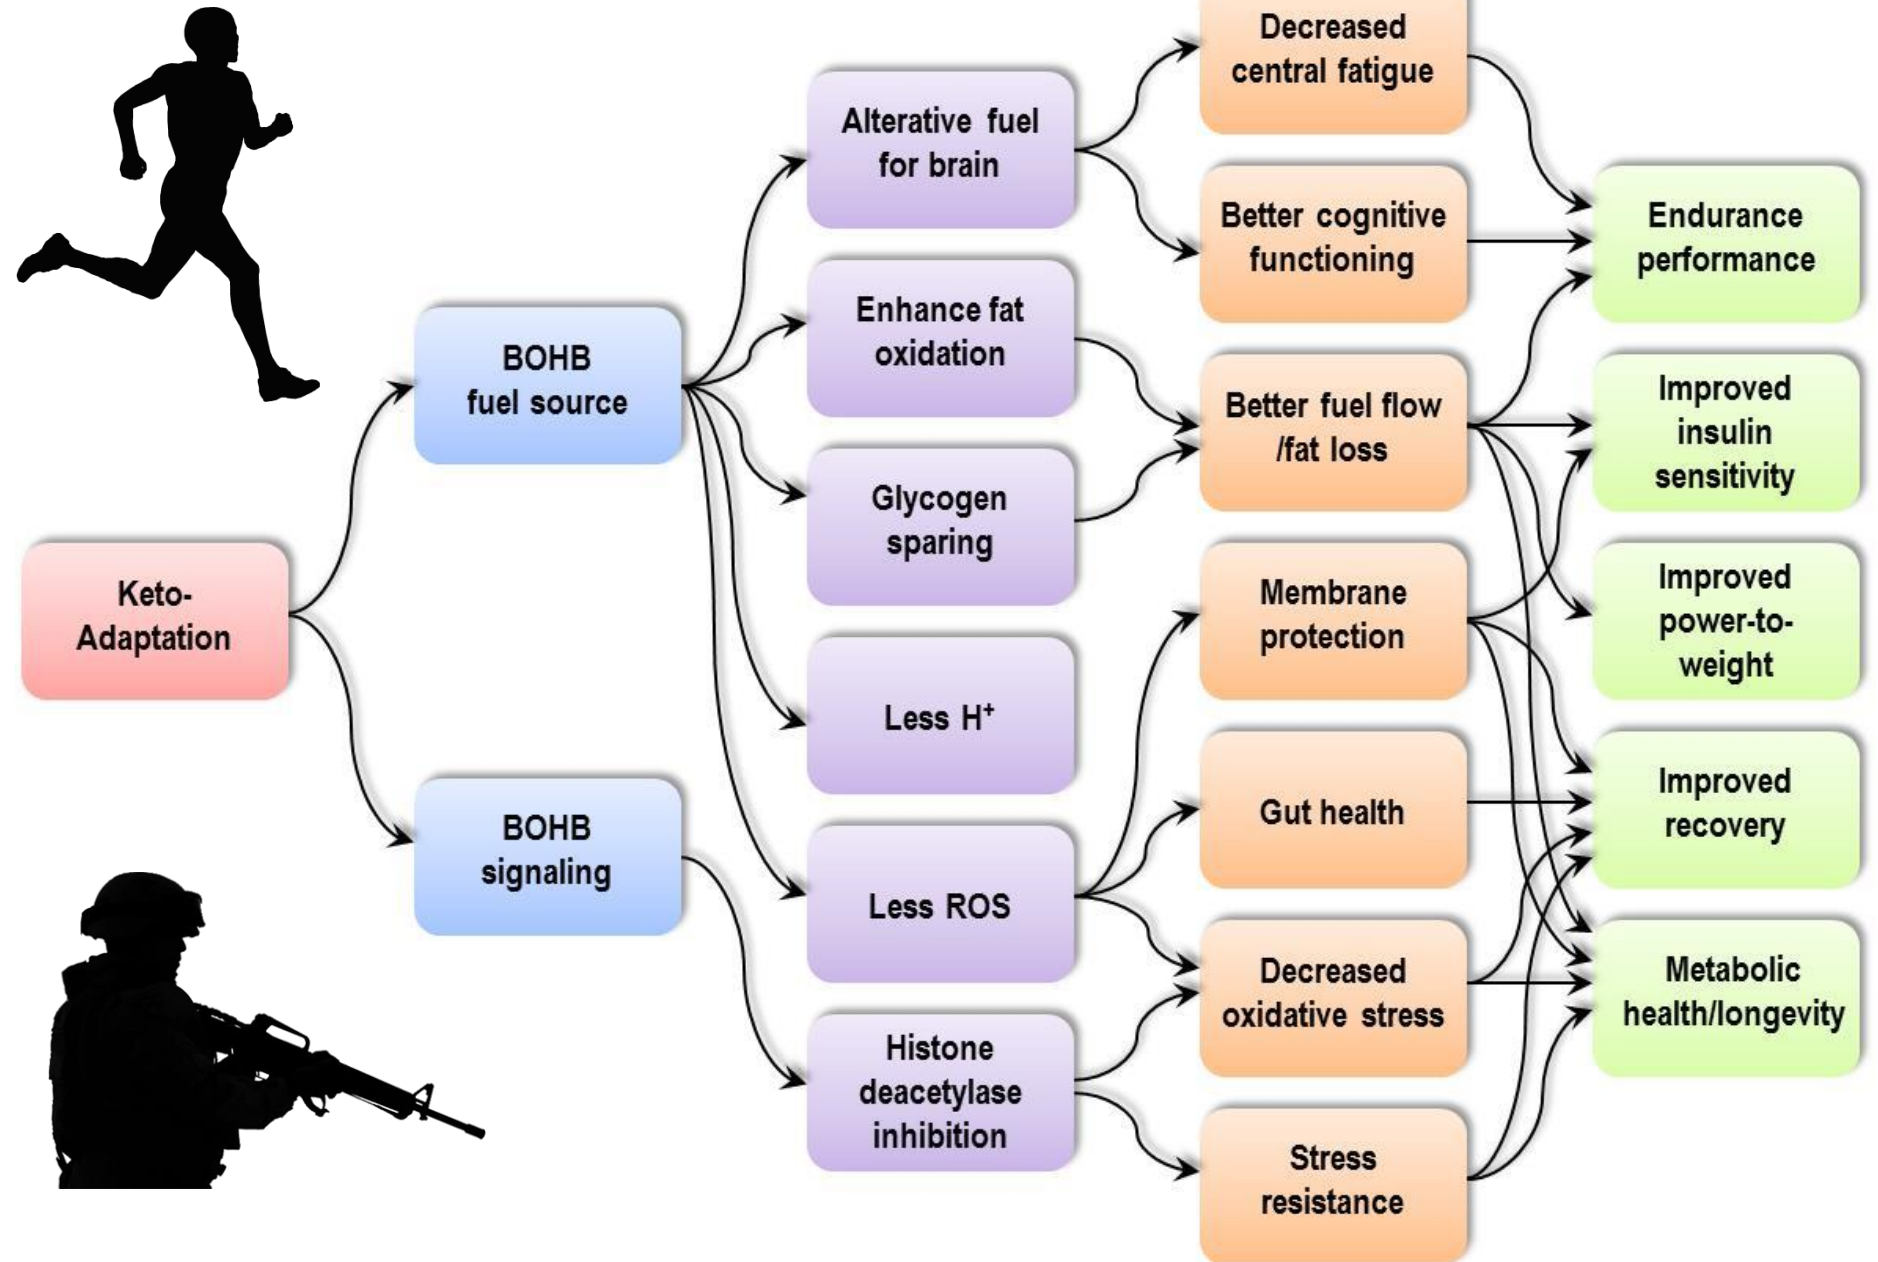 Keto-
Adaptation
BOHB
fuel source
BOHB
signaling
Alterative fuel
for brain
Enhance fat
oxidation
Glycogen
sparing
Less H⁺
Less ROS
Histone
deacetylase
inhibition
Decreased
central fatigue
Better cognitive
functioning
Better fuel flow
/fat loss
Membrane
protection
Gut health
Decreased
oxidative stress
Stress
resistance
Endurance
performance
Improved
insulin
sensitivity
Improved
power-to-
weight
Improved
recovery
Metabolic
health/longevity